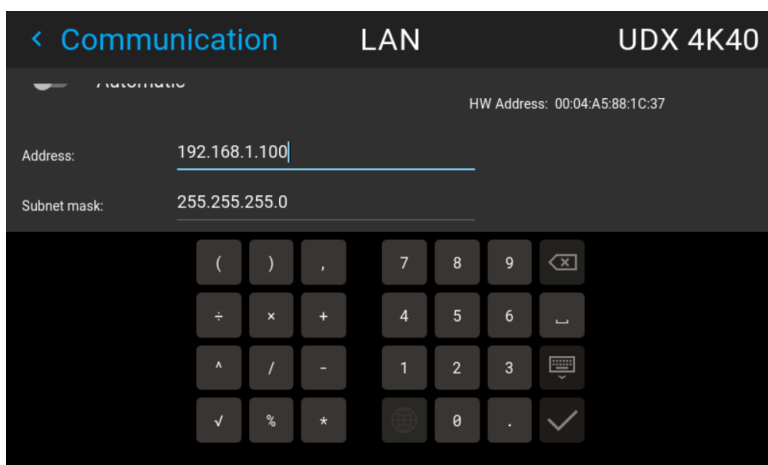 < Communication LAN UDX 4K40
Automatic
HW Address: 00:04:A5:88:1C:37
Address: 192.168.1.100
Subnet mask: 255.255.255.0
( ) , 7 8 9
÷ × + 4 5 6
^ / - 1 2 3
√ % * 0 .